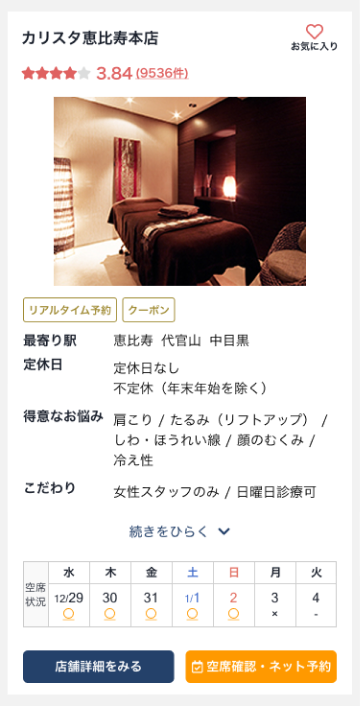 カリスタ恵比寿本店
お気に入り
★★★★★ 3.84 (9536件)
リアルタイム予約 クーポン
最寄り駅 恵比寿 代官山 中目黒
定休日 定休日なし
不定休（年末年始を除く）
得意なお悩み 肩こり / たるみ（リフトアップ） /
しわ・ほうれい線 / 顔のむくみ /
冷え性
こだわり 女性スタッフのみ / 日曜日診療可
続きをひらく
空席状況 水 木 金 土 日 月 火
12/29 30 31 1/1 2 3 4
○ ○ ○ ○ ○ × -
店舗詳細をみる 空席確認・ネット予約